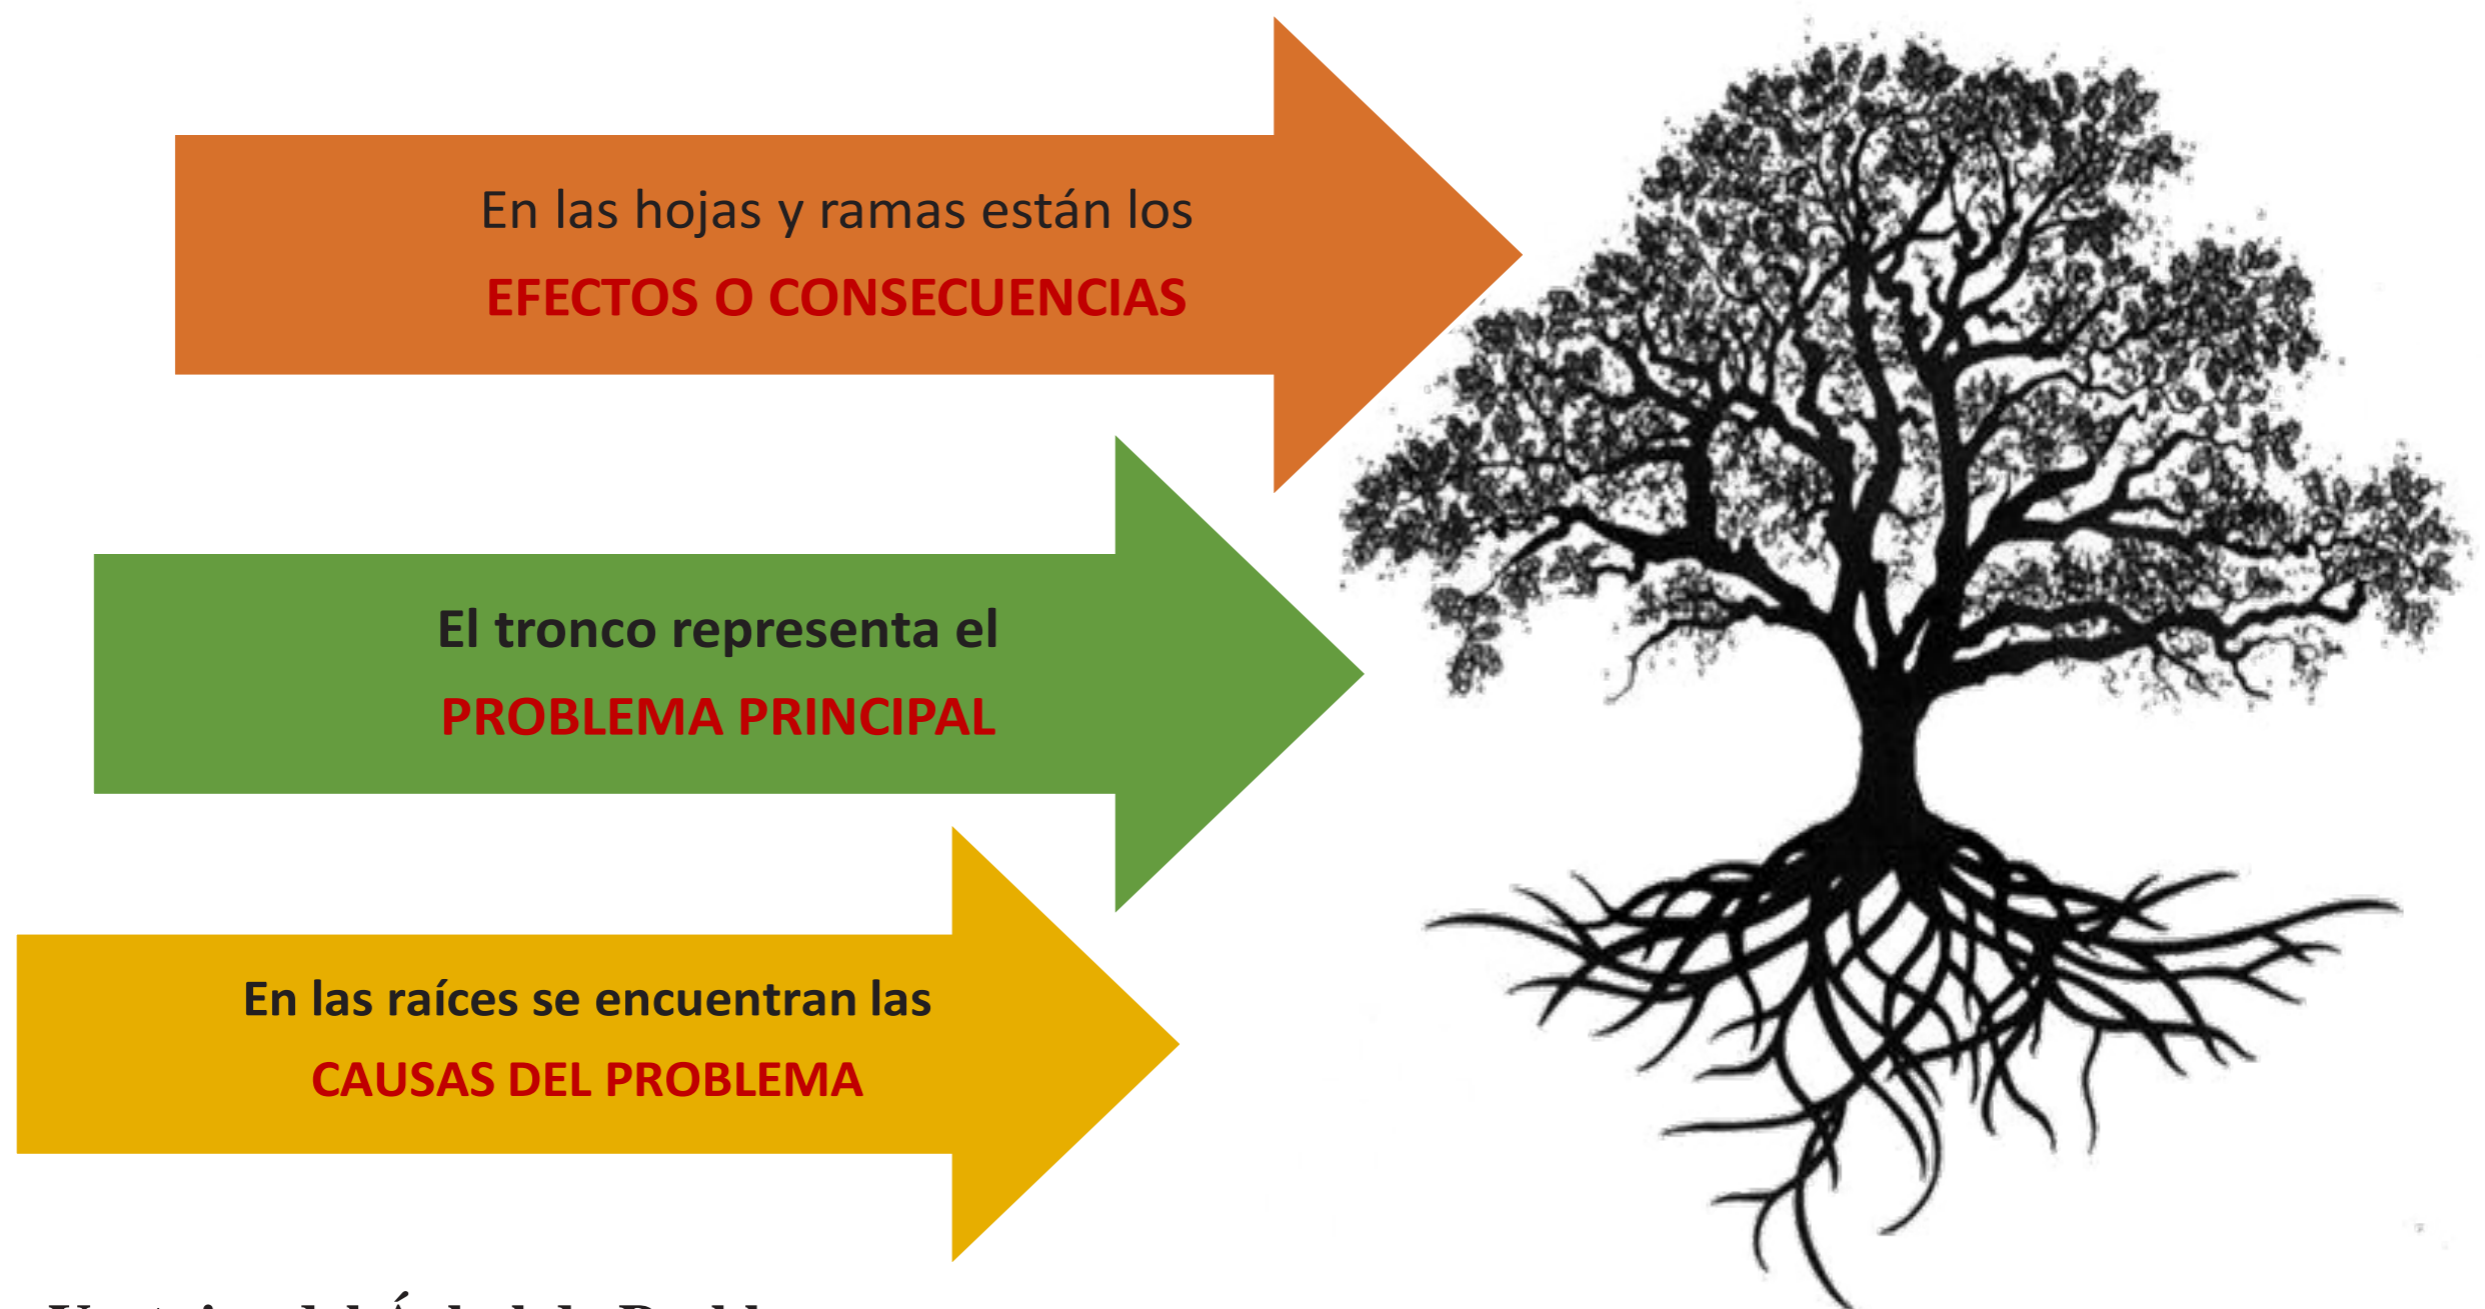 En las hojas y ramas están los
EFECTOS O CONSECUENCIAS
El tronco representa el
PROBLEMA PRINCIPAL
En las raíces se encuentran las
CAUSAS DEL PROBLEMA